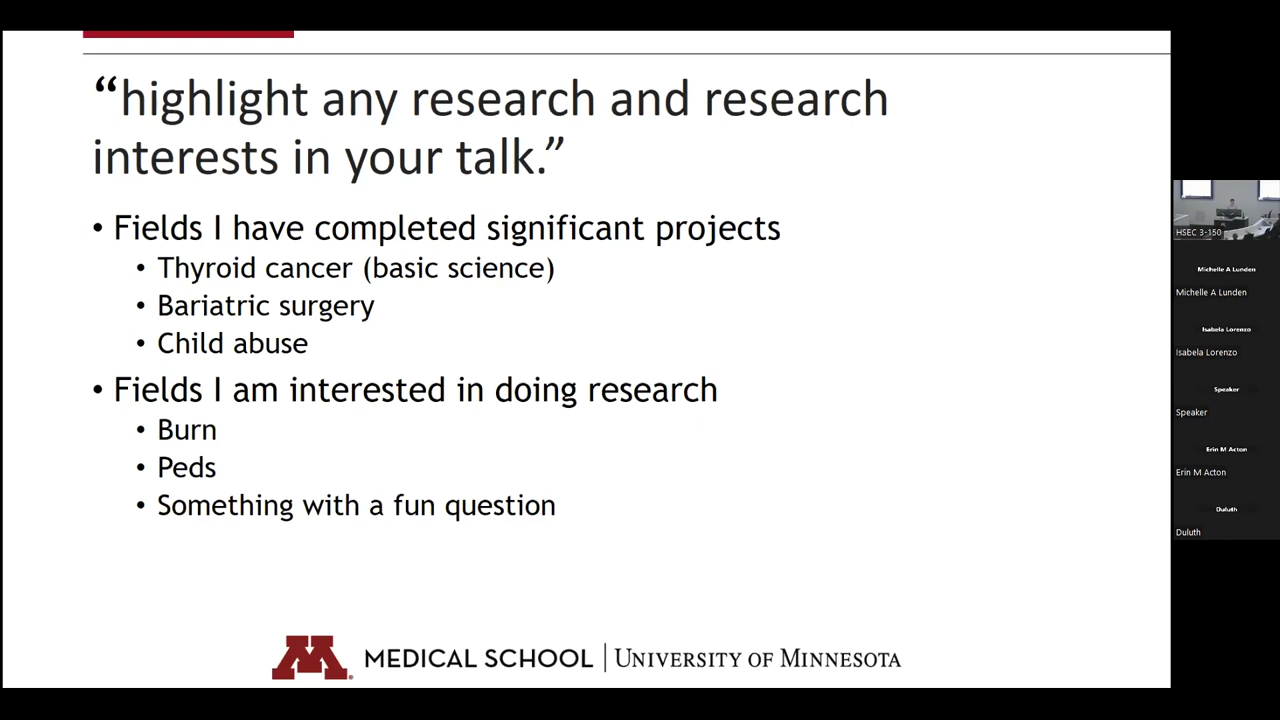 “highlight any research and research
interests in your talk.”
• Fields I have completed significant projects
• Thyroid cancer (basic science)
• Bariatric surgery
• Child abuse
• Fields I am interested in doing research
• Burn
• Peds
• Something with a fun question
M MEDICAL SCHOOL | UNIVERSITY OF MINNESOTA
HSEC 3-150
Michelle A Lunden
Michelle A Lunden
Isabela Lorenzo
Isabela Lorenzo
Speaker
Speaker
Erin M Acton
Erin M Acton
Duluth
Duluth